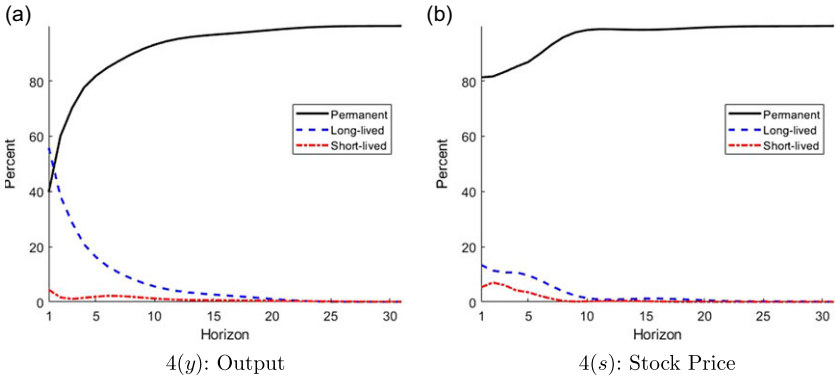 (a)
80
60
40
20
0
Percent
1
5
10
15
20
25
30
Horizon
Permanent
Long-lived
Short-lived
4(y): Output
(b)
80
60
40
20
0
Percent
1
5
10
15
20
25
30
Horizon
Permanent
Long-lived
Short-lived
4(s): Stock Price